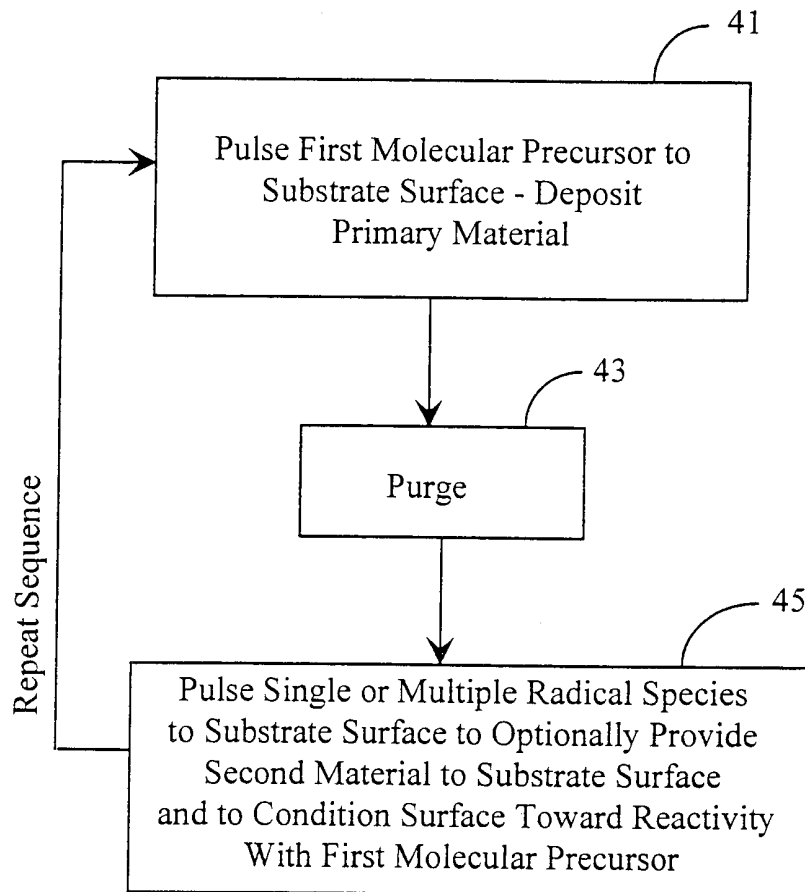 41
Pulse First Molecular Precursor to
Substrate Surface - Deposit
Primary Material
43
Purge
Repeat Sequence
45
Pulse Single or Multiple Radical Species
to Substrate Surface to Optionally Provide
Second Material to Substrate Surface
and to Condition Surface Toward Reactivity
With First Molecular Precursor